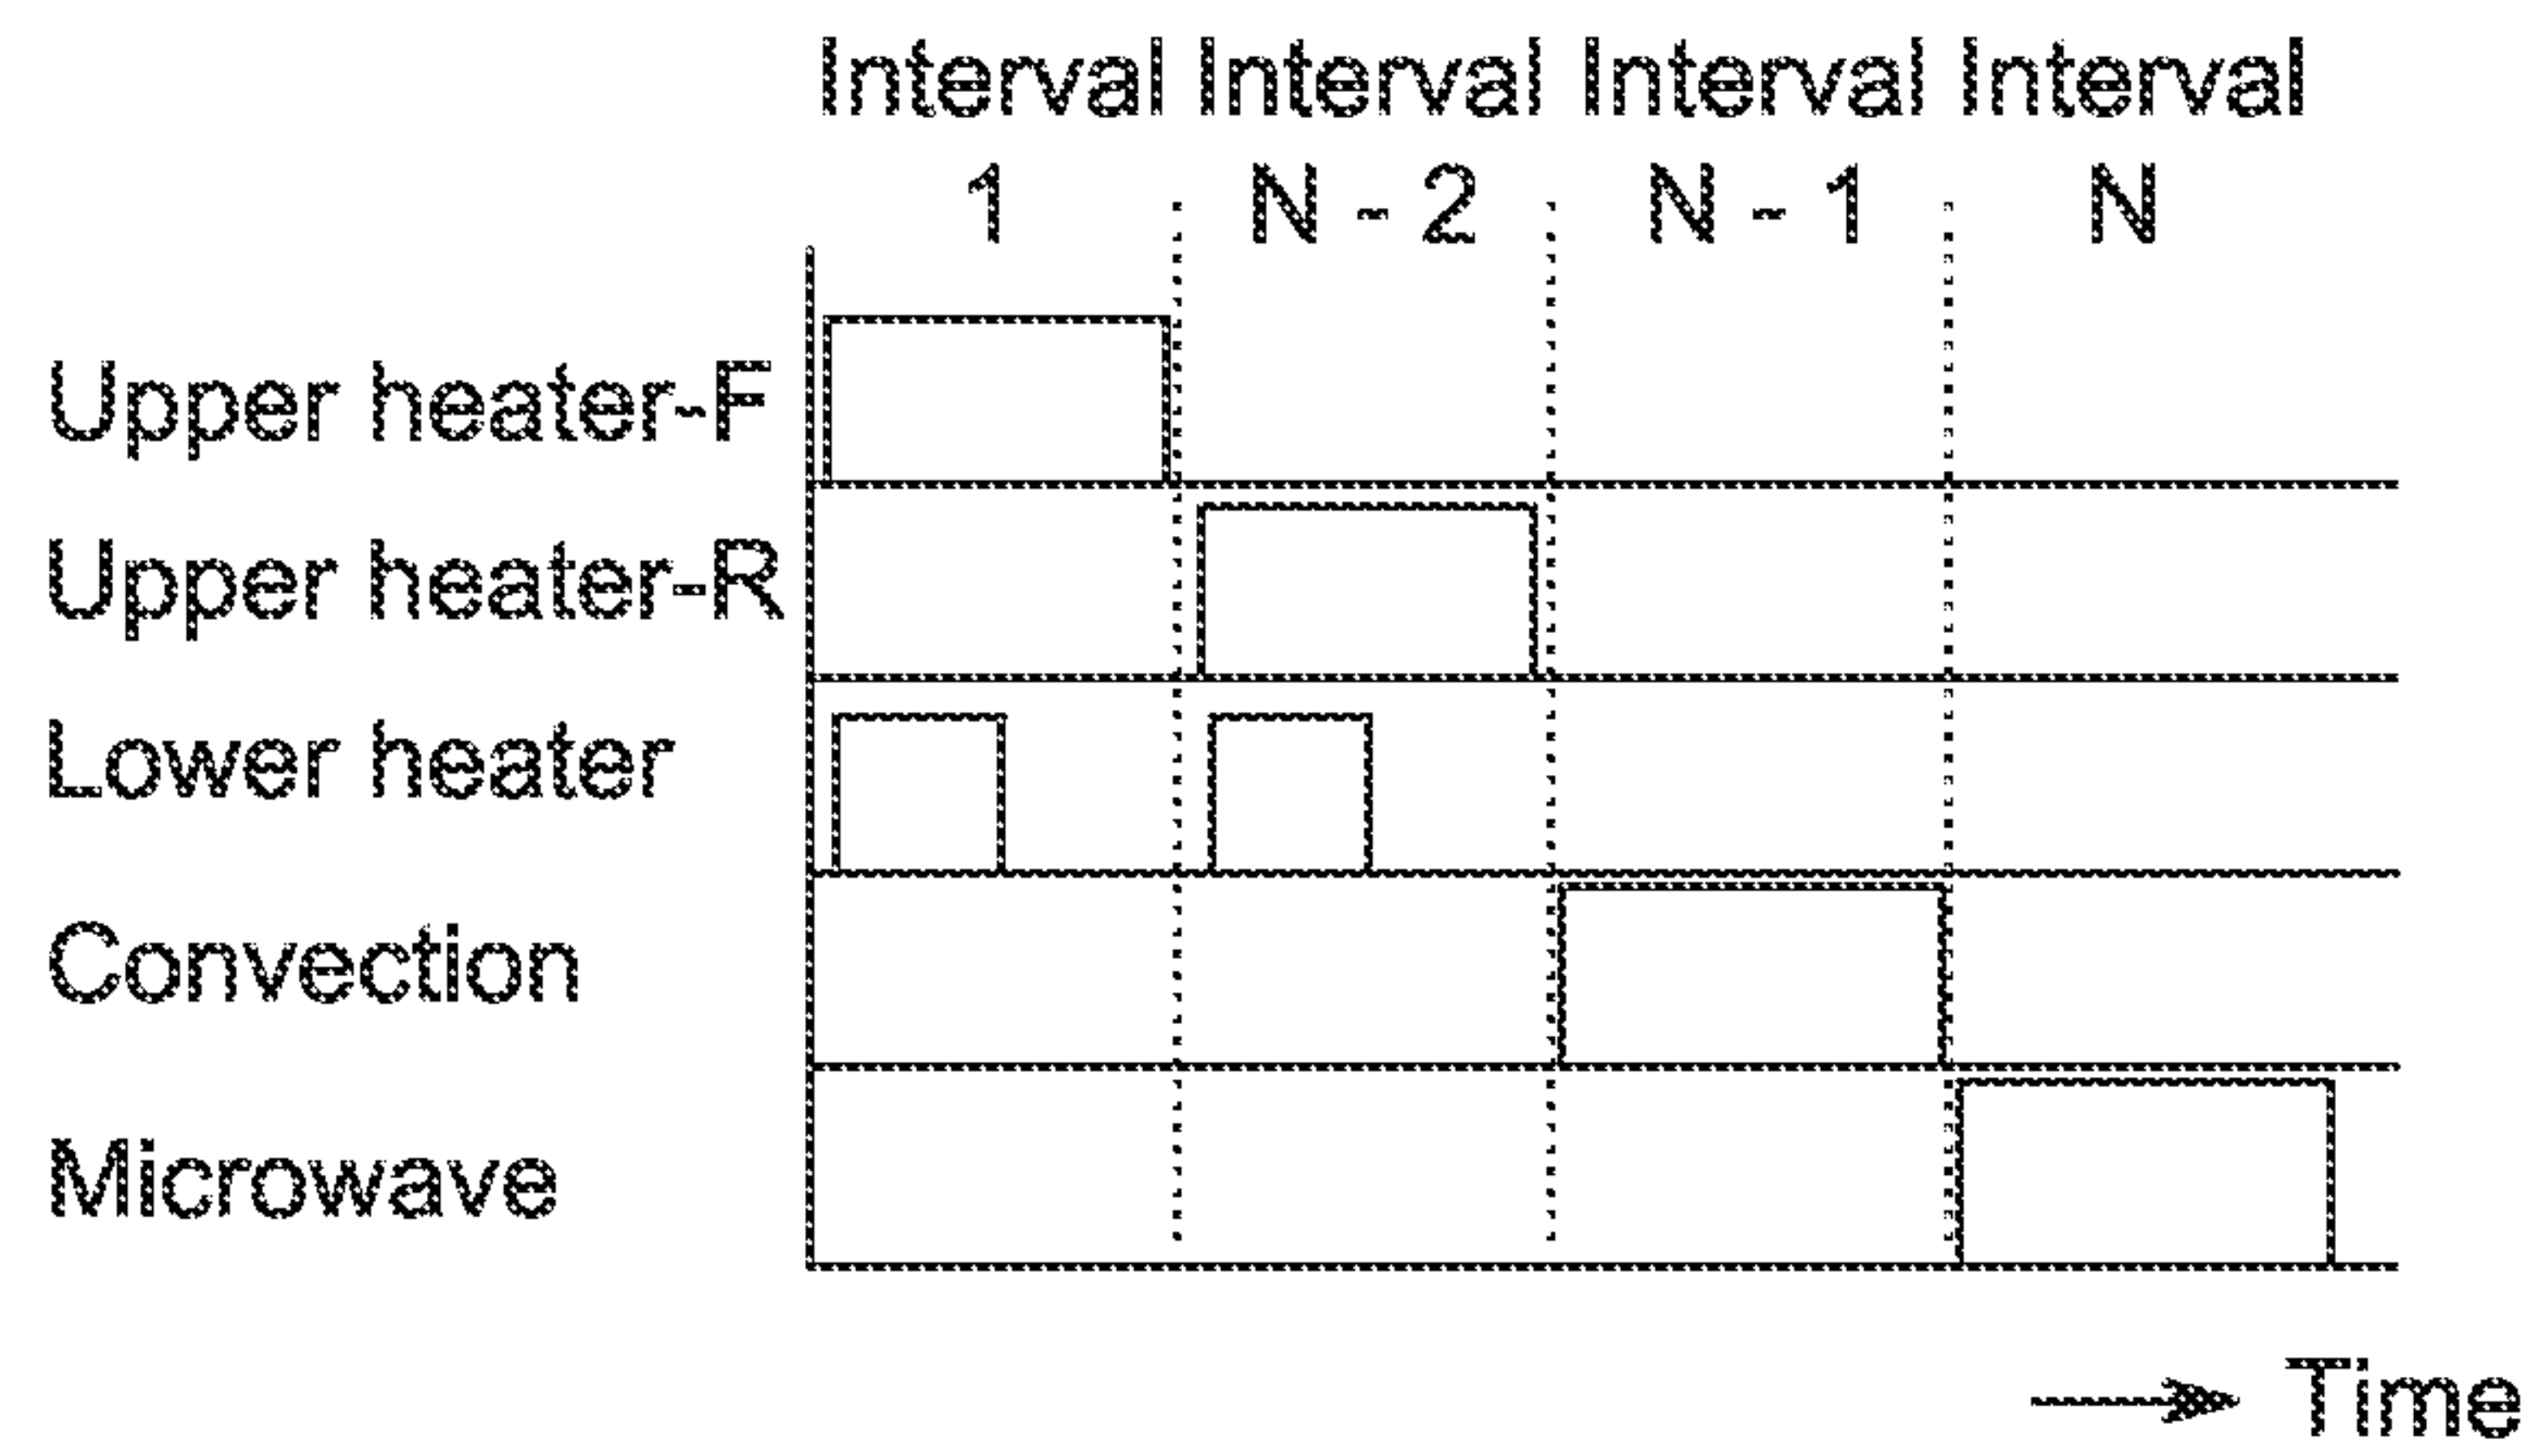 Interval Interval Interval Interval
1 N - 2 N - 1 N
Upper heater-F
Upper heater-R
Lower heater
Convection
Microwave
Time